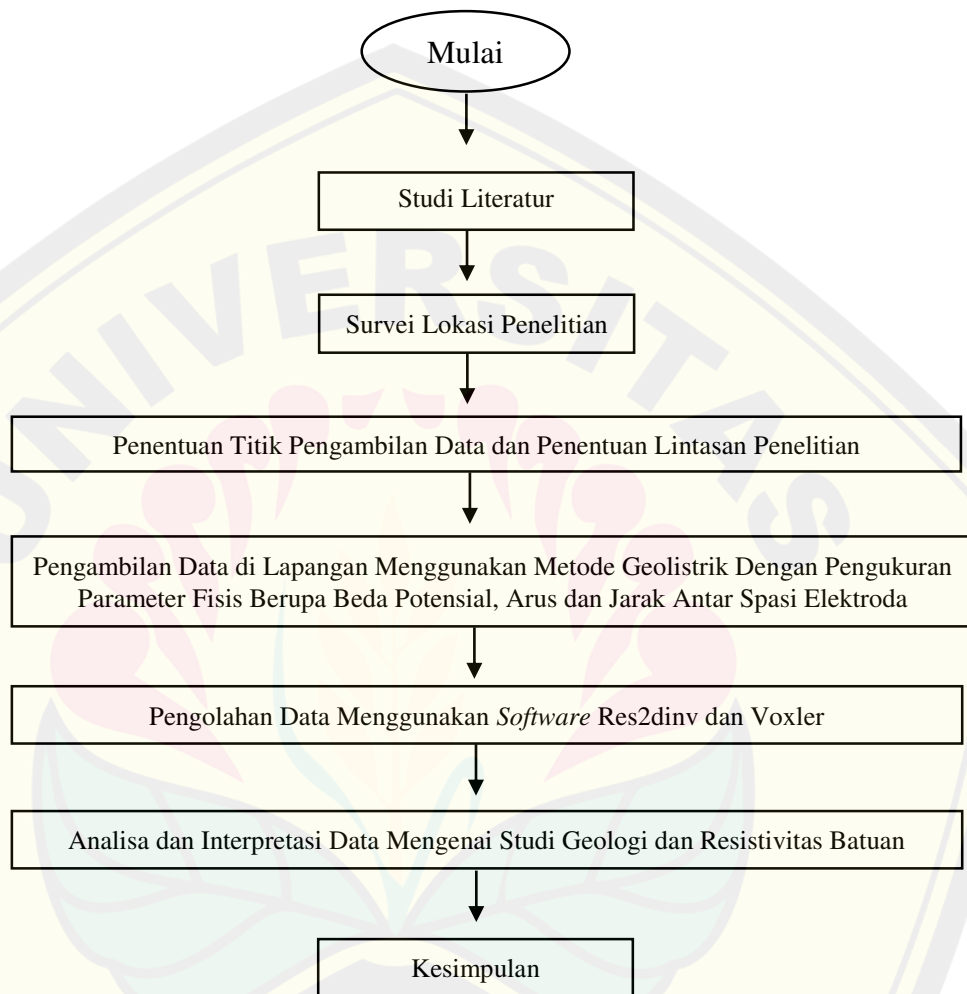 Mulai
Studi Literatur
Survei Lokasi Penelitian
Penentuan Titik Pengambilan Data dan Penentuan Lintasan Penelitian
Pengambilan Data di Lapangan Menggunakan Metode Geolistrik Dengan Pengukuran
Parameter Fisis Berupa Beda Potensial, Arus dan Jarak Antar Spasi Elektroda
Pengolahan Data Menggunakan Software Res2dinv dan Voxler
Analisa dan Interpretasi Data Mengenai Studi Geologi dan Resistivitas Batuan
Kesimpulan
UNIVERSITAS